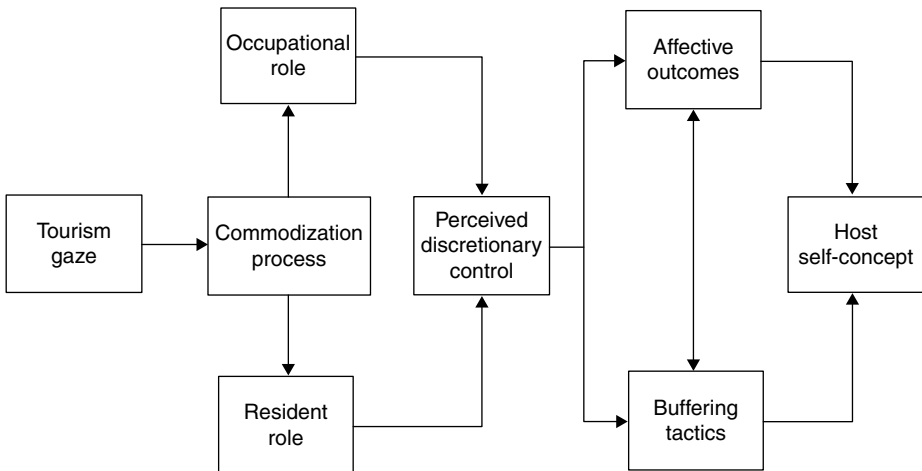 Occupational
role
Affective
outcomes
Tourism
gaze
Commodization
process
Perceived
discretionary
control
Host
self-concept
Resident
role
Buffering
tactics